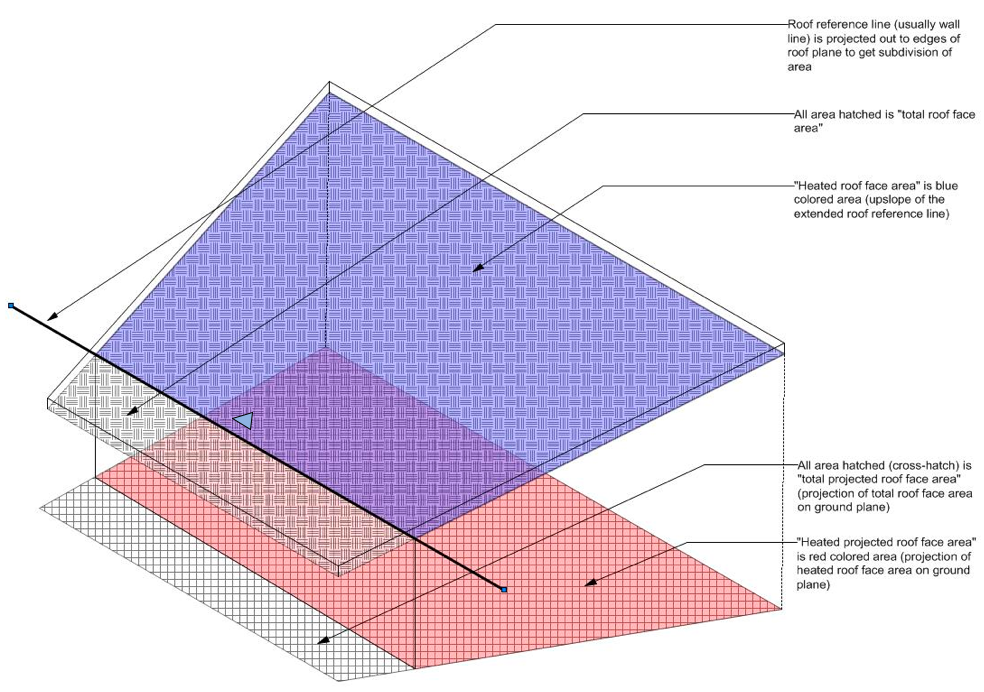 Roof reference line (usually wall
line) is projected out to edges of
roof plane to get subdivision of
area
All area hatched is "total roof face
area"
"Heated roof face area" is blue
colored area (upslope of the
extended roof reference line)
All area hatched (cross-hatch) is
"total projected roof face area"
(projection of total roof face area
on ground plane)
"Heated projected roof face area"
is red colored area (projection of
heated roof face area on ground
plane)